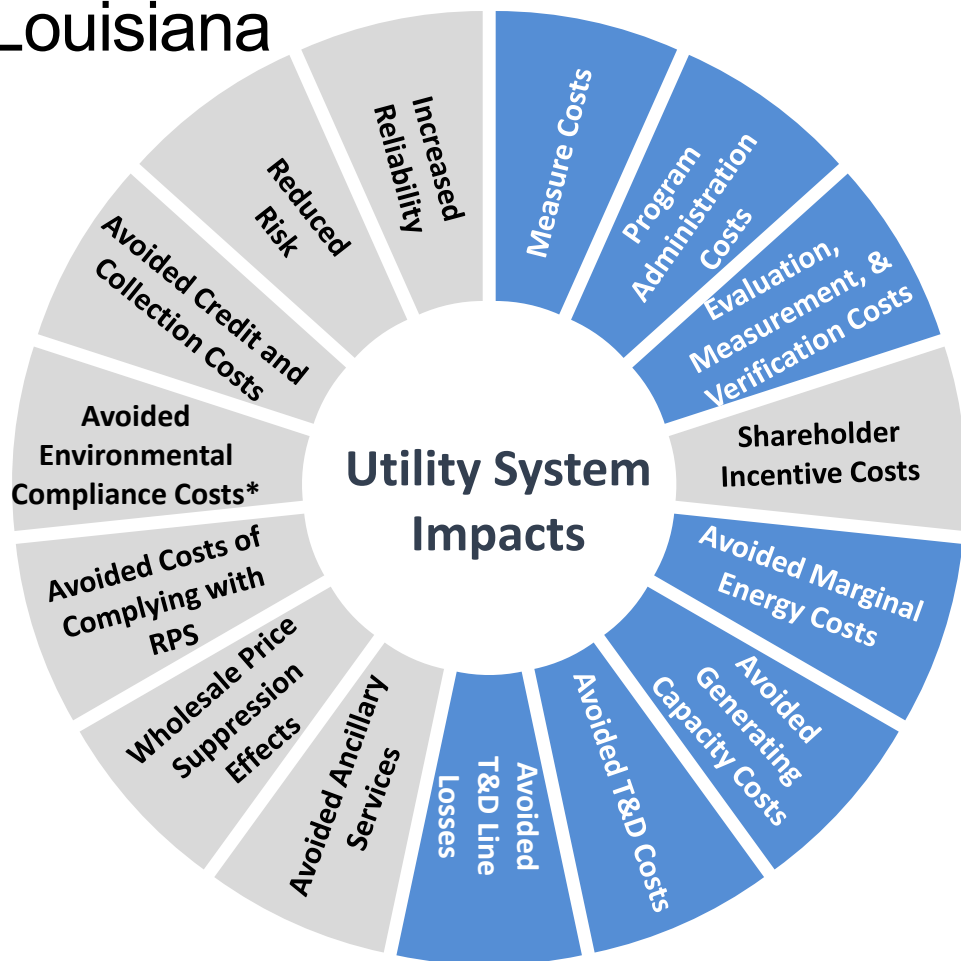 Louisiana
Measure Costs
Program
Administration
Costs
Evaluation,
Measurement, &
Verification Costs
Shareholder
Incentive Costs
Avoided Marginal
Energy Costs
Avoided
Generating
Capacity Costs
Avoided T&D Costs
Avoided
T&D Line
Losses
Avoided Ancillary
Services
Wholesale Price
Suppression
Effects
Avoided Costs of
Complying with
RPS
Avoided
Environmental
Compliance Costs*
Avoided Credit and
Collection Costs
Reduced
Risk
Increased
Reliability
Utility System
Impacts